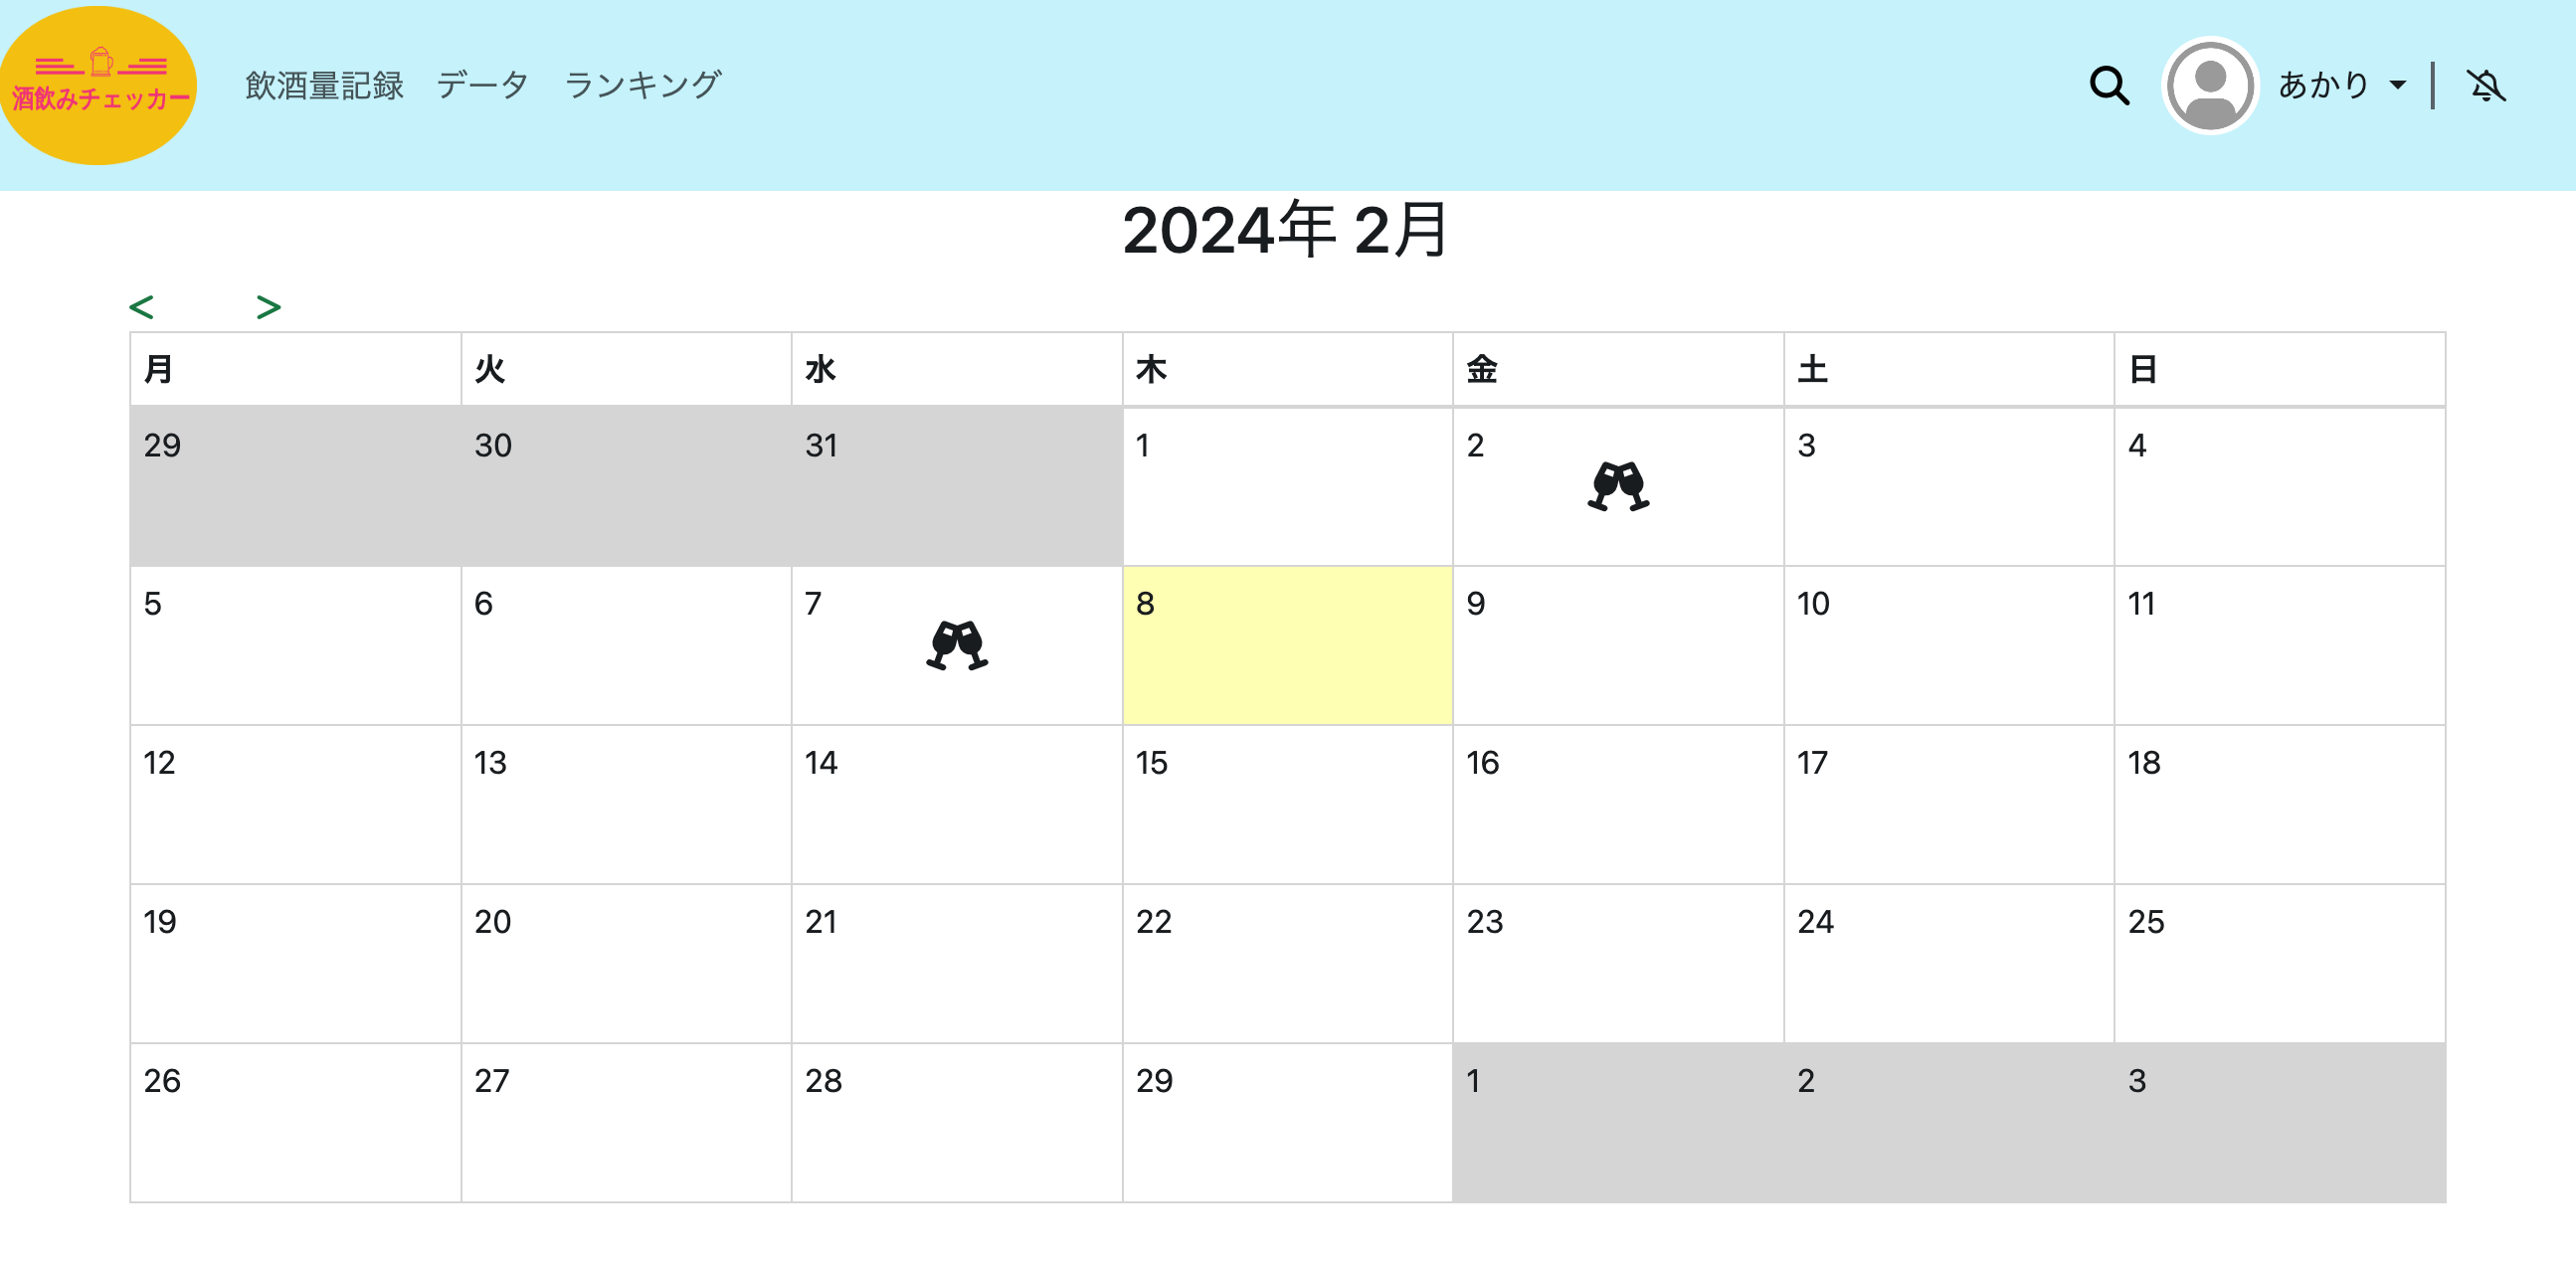 酒飲みチェッカー
飲酒量記録 データ ランキング あかり
2024年 2月
< >
月 火 水 木 金 土 日
29 30 31 1 2 3 4
5 6 7 8 9 10 11
12 13 14 15 16 17 18
19 20 21 22 23 24 25
26 27 28 29 1 2 3